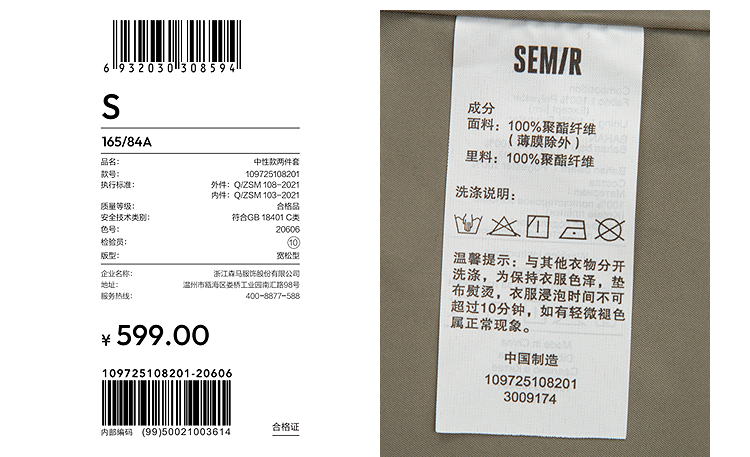 6 932030 308594
S
165/84A
品名: 中性款两件套
款号: 109725108201
执行标准: 外件: Q/ZSM 108-2021
内件: Q/ZSM 103-2021
质量等级: 合格品
安全技术类别: 符合GB 18401 C类
色号: 20606
检验员: 10
版型: 宽松型
企业名称: 浙江森马服饰股份有限公司
地址: 温州市瓯海区娄桥工业园南汇路98号
服务热线: 400-8877-588
¥ 599.00
109725108201-20606
内部编码 (99)50021003614
合格证
SEMIR
成分
面料: 100%聚酯纤维
(薄膜除外)
里料: 100%聚酯纤维
洗涤说明:
温馨提示: 与其他衣物分开
洗涤, 为保持衣服色泽, 垫
布熨烫, 衣服浸泡时间不可
超过10分钟, 如有轻微褪色
属正常现象。
中国制造
109725108201
3009174